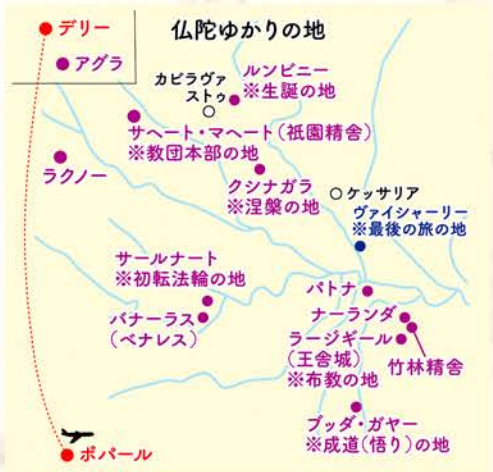 仏陀ゆかりの地
デリー
アグラ
カピラヴァ
ストゥ
ルンビニー
※生誕の地
サヘート・マヘート(祇園精舎)
※教団本部の地
ラクノー
クシナガラ
※涅槃の地
ケッサリア
ヴァイシャーリー
※最後の旅の地
サールナート
※初転法輪の地
バナーラス
(ベナレス)
パトナ
ナーランダ
ラージギール
(王舎城)
※布教の地
竹林精舎
ブッダ・ガヤー
※成道(悟り)の地
ボパール